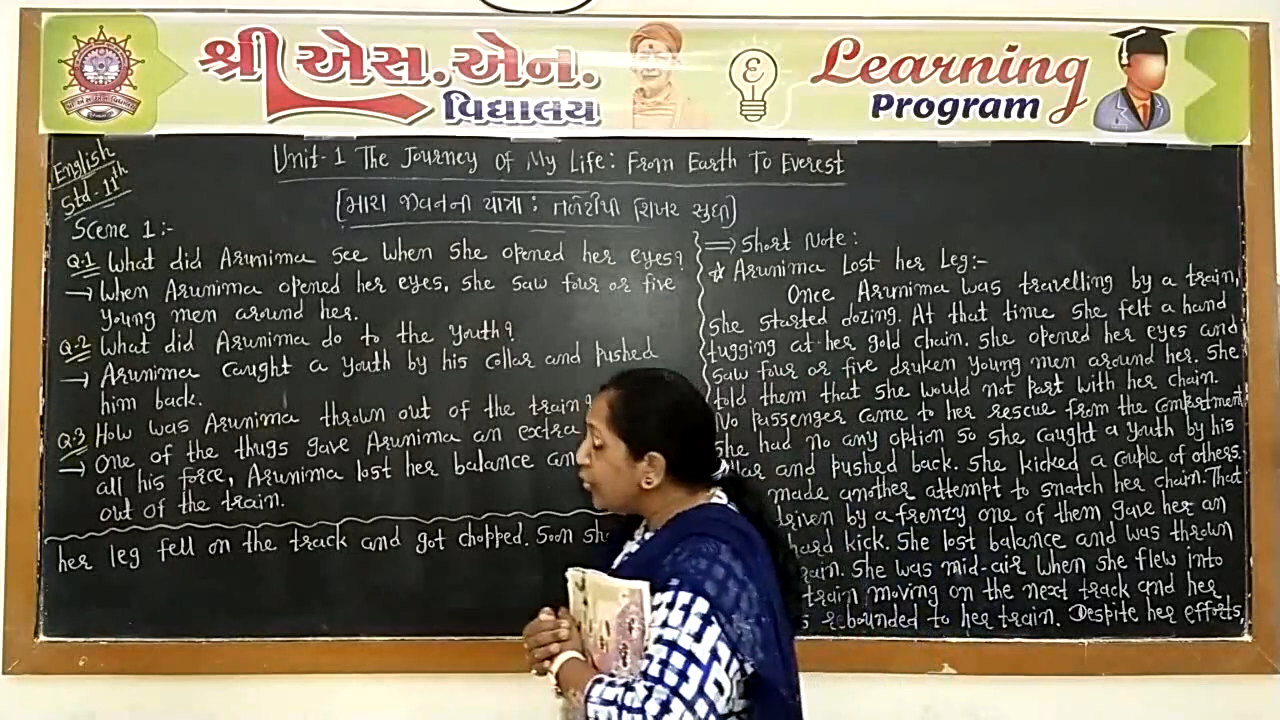 શ્રી એસ.એન.
વિદ્યાલય
Learning
Program
English
Std-11th
Unit-1 The Journey Of My Life: From Earth To Everest
[મારા જીવનની યાત્રા : તળેટીથી શિખર સુધી]
Scene 1:-
Q.1 What did Arunima see when she opened her eyes?
→ When Arunima opened her eyes, she saw four or five
young men around her.
Q.2 What did Arunima do to the youth?
→ Arunima caught a youth by his collar and pushed
him back.
Q.3 How was Arunima thrown out of the train?
→ One of the thugs gave Arunima an extra
all his force, Arunima lost her balance an
out of the train.
⇒ Short Note:
☆ Arunima Lost her Leg:-
Once Arunima was travelling by a train,
she started dozing. At that time she felt a hand
tugging at her gold chain. She opened her eyes and
saw four or five druken young men around her. She
told them that she would not part with her chain.
No passenger came to her rescue from the compartment
she had no any option so she caught a youth by his
llar and pushed back. She kicked a couple of others.
made another attempt to snatch her chain. That
driven by a frenzy one of them gave her an
hard kick. She lost balance and was thrown
rain. She was mid-air when she flew into
train moving on the next track and her
s rebounded to her train. Despite her efforts,
her leg fell on the track and got chopped. Soon sh